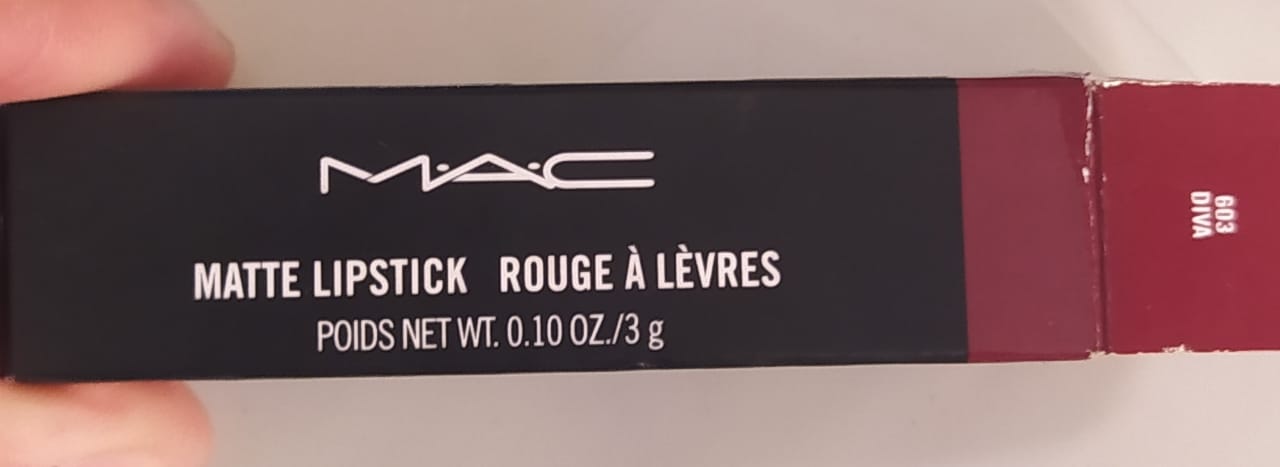 M·A·C
MATTE LIPSTICK ROUGE À LÈVRES
POIDS NET WT. 0.10 OZ./3 g
603
DIVA